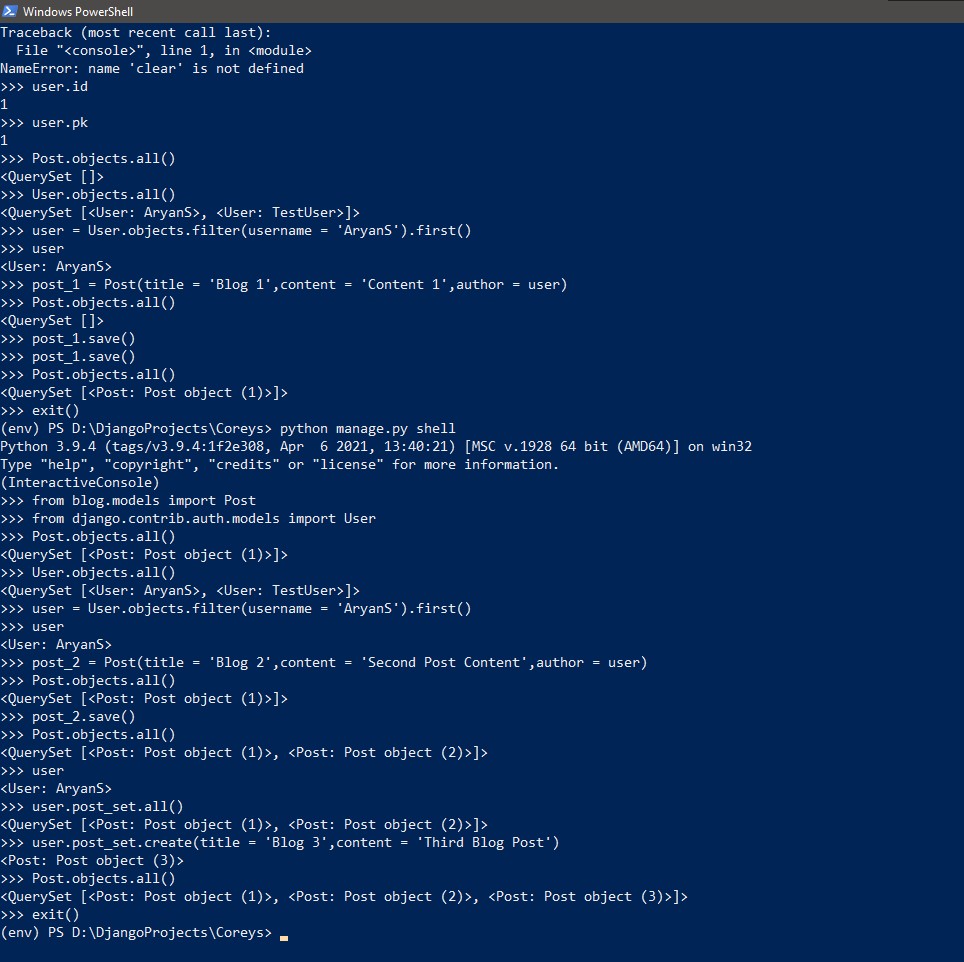 Windows PowerShell
Traceback (most recent call last):
  File "<console>", line 1, in <module>
NameError: name 'clear' is not defined
>>> user.id
1
>>> user.pk
1
>>> Post.objects.all()
<QuerySet []>
>>> User.objects.all()
<QuerySet [<User: AryanS>, <User: TestUser>]>
>>> user = User.objects.filter(username = 'AryanS').first()
>>> user
<User: AryanS>
>>> post_1 = Post(title = 'Blog 1',content = 'Content 1',author = user)
>>> Post.objects.all()
<QuerySet []>
>>> post_1.save()
>>> post_1.save()
>>> Post.objects.all()
<QuerySet [<Post: Post object (1)>]>
>>> exit()
(env) PS D:\DjangoProjects\Coreys> python manage.py shell
Python 3.9.4 (tags/v3.9.4:1f2e308, Apr  6 2021, 13:40:21) [MSC v.1928 64 bit (AMD64)] on win32
Type "help", "copyright", "credits" or "license" for more information.
(InteractiveConsole)
>>> from blog.models import Post
>>> from django.contrib.auth.models import User
>>> Post.objects.all()
<QuerySet [<Post: Post object (1)>]>
>>> User.objects.all()
<QuerySet [<User: AryanS>, <User: TestUser>]>
>>> user = User.objects.filter(username = 'AryanS').first()
>>> user
<User: AryanS>
>>> post_2 = Post(title = 'Blog 2',content = 'Second Post Content',author = user)
>>> Post.objects.all()
<QuerySet [<Post: Post object (1)>]>
>>> post_2.save()
>>> Post.objects.all()
<QuerySet [<Post: Post object (1)>, <Post: Post object (2)>]>
>>> user
<User: AryanS>
>>> user.post_set.all()
<QuerySet [<Post: Post object (1)>, <Post: Post object (2)>]>
>>> user.post_set.create(title = 'Blog 3',content = 'Third Blog Post')
<Post: Post object (3)>
>>> Post.objects.all()
<QuerySet [<Post: Post object (1)>, <Post: Post object (2)>, <Post: Post object (3)>]>
>>> exit()
(env) PS D:\DjangoProjects\Coreys>